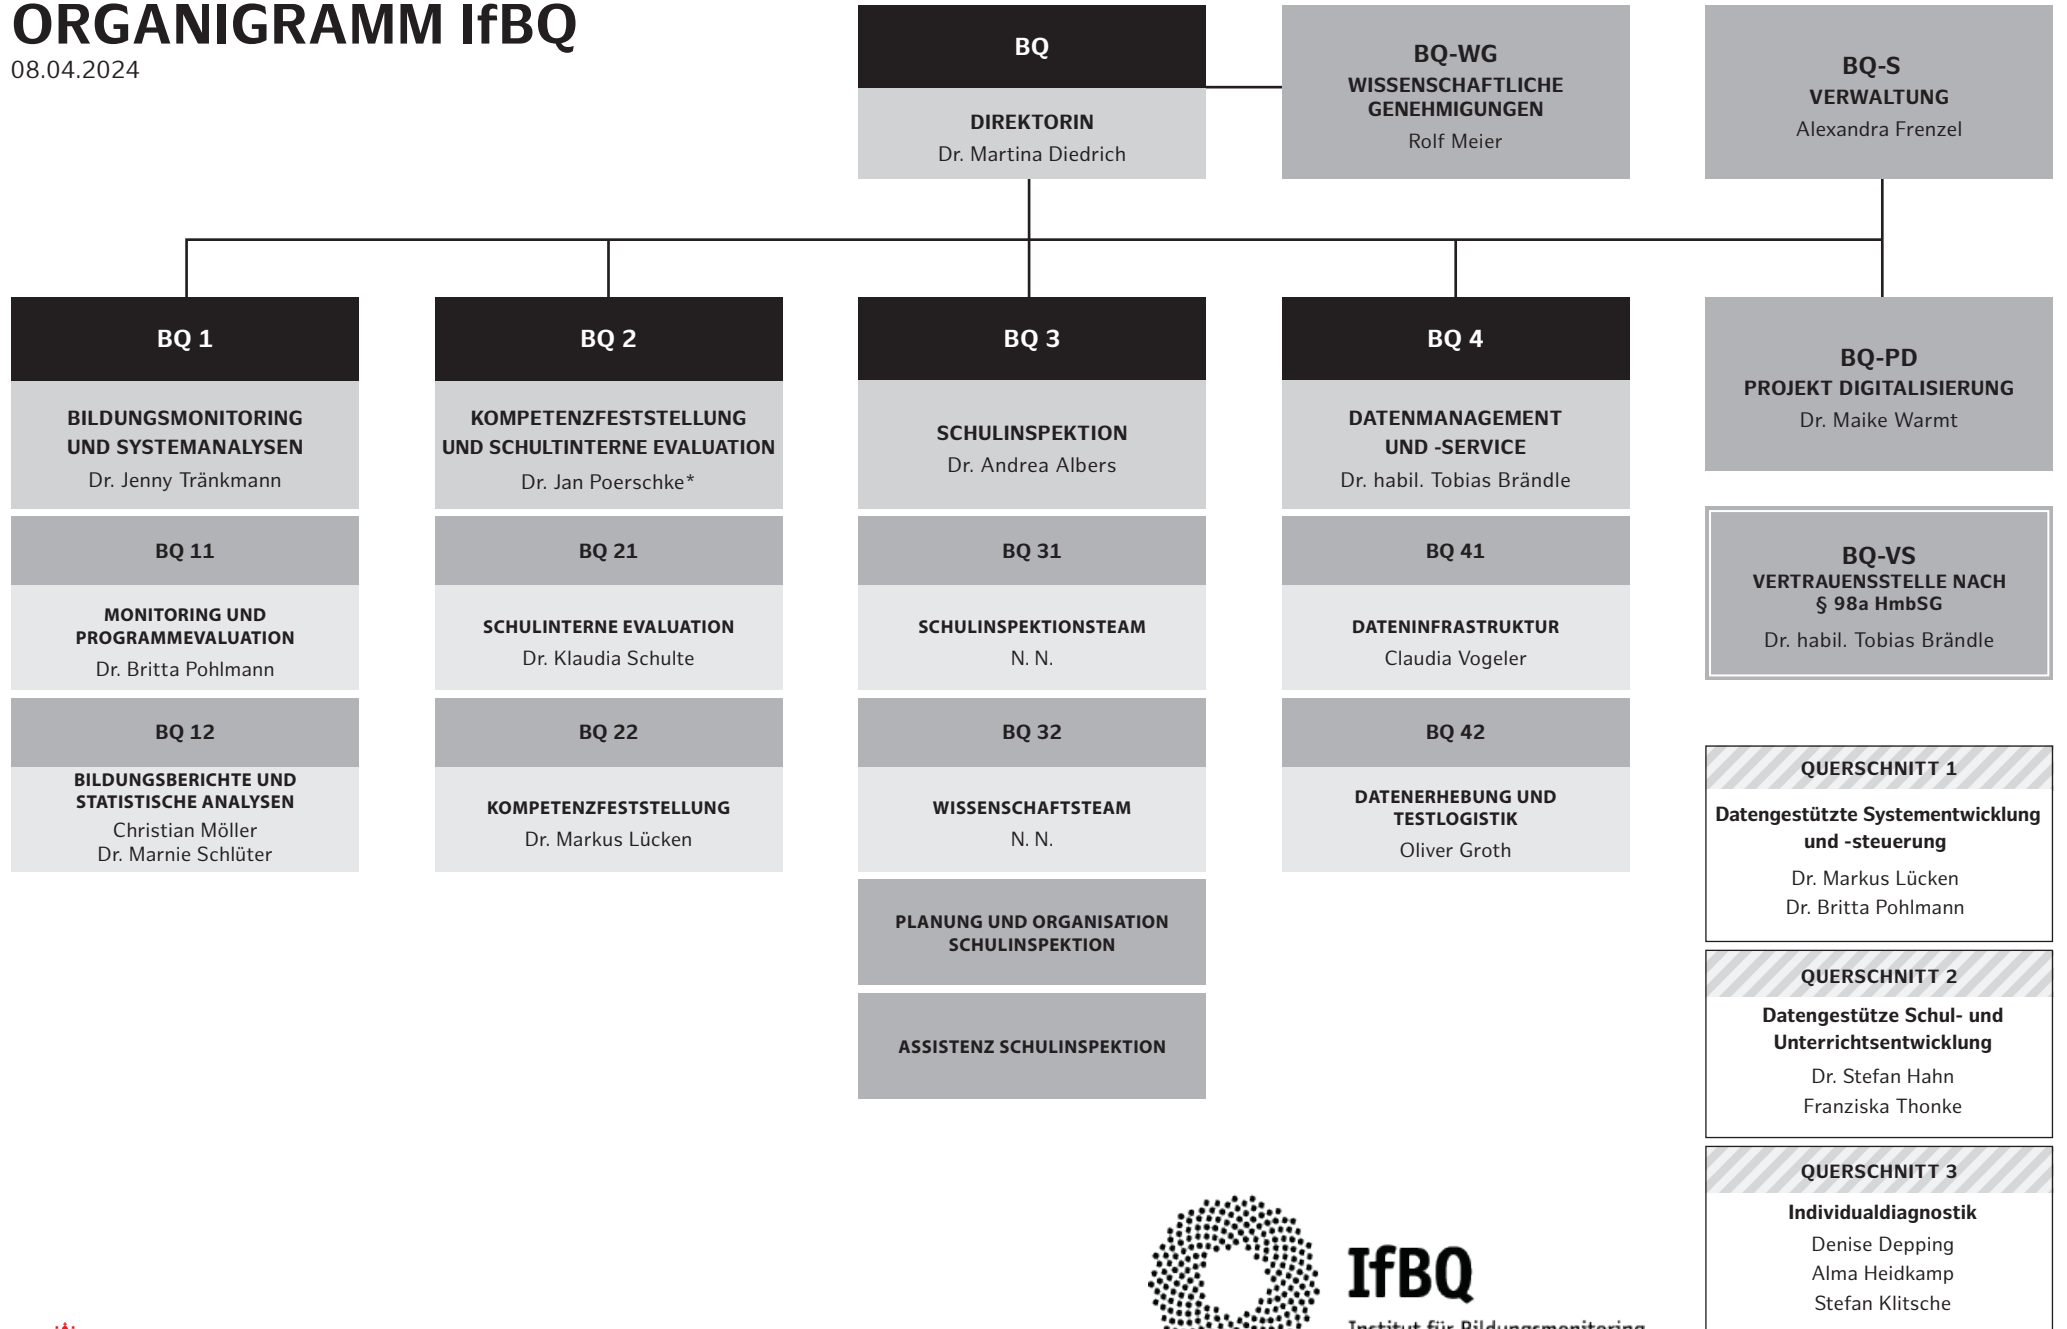 ORGANIGRAMM IfBQ
08.04.2024
BQ
DIREKTORIN
Dr. Martina Diedrich
BQ-WG
WISSENSCHAFTLICHE
GENEHMIGUNGEN
Rolf Meier
BQ-S
VERWALTUNG
Alexandra Frenzel
BQ 1
BILDUNGSMONITORING
UND SYSTEMANALYSEN
Dr. Jenny Tränkmann
BQ 11
MONITORING UND
PROGRAMMEVALUATION
Dr. Britta Pohlmann
BQ 12
BILDUNGSBERICHTE UND
STATISTISCHE ANALYSEN
Christian Möller
Dr. Marnie Schlüter
BQ 2
KOMPETENZFESTSTELLUNG
UND SCHULTINTERNE EVALUATION
Dr. Jan Poerschke*
BQ 21
SCHULINTERNE EVALUATION
Dr. Klaudia Schulte
BQ 22
KOMPETENZFESTSTELLUNG
Dr. Markus Lücken
BQ 3
SCHULINSPEKTION
Dr. Andrea Albers
BQ 31
SCHULINSPEKTIONSTEAM
N. N.
BQ 32
WISSENSCHAFTSTEAM
N. N.
PLANUNG UND ORGANISATION
SCHULINSPEKTION
ASSISTENZ SCHULINSPEKTION
BQ 4
DATENMANAGEMENT
UND -SERVICE
Dr. habil. Tobias Brändle
BQ 41
DATENINFRASTRUKTUR
Claudia Vogeler
BQ 42
DATENERHEBUNG UND
TESTLOGISTIK
Oliver Groth
BQ-PD
PROJEKT DIGITALISIERUNG
Dr. Maike Warmt
BQ-VS
VERTRAUENSSTELLE NACH
§ 98a HmbSG
Dr. habil. Tobias Brändle
QUERSCHNITT 1
Datengestützte Systementwicklung
und -steuerung
Dr. Markus Lücken
Dr. Britta Pohlmann
QUERSCHNITT 2
Datengestütze Schul- und
Unterrichtsentwicklung
Dr. Stefan Hahn
Franziska Thonke
QUERSCHNITT 3
Individualdiagnostik
Denise Depping
Alma Heidkamp
Stefan Klitsche
IfBQ
Institut für Bildungsmonitoring